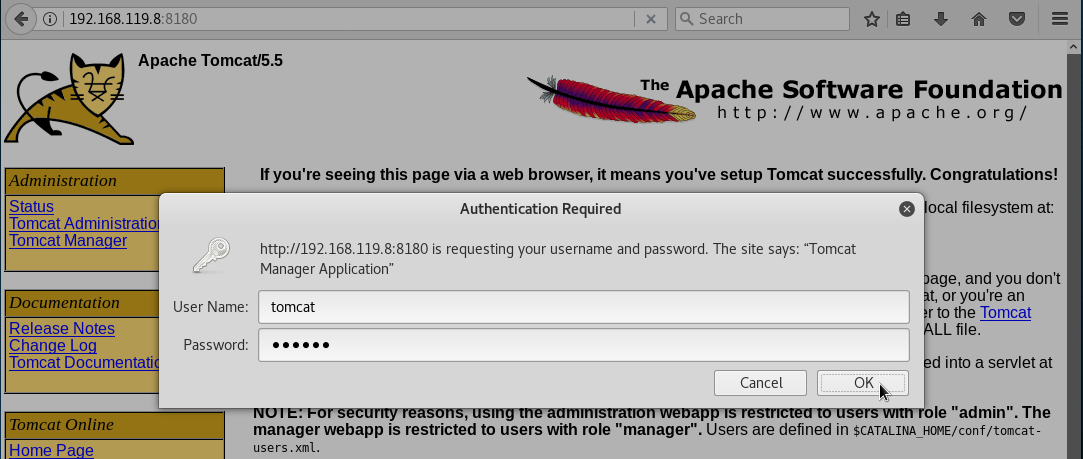 192.168.119.8:8180
Search
Apache Tomcat/5.5
The Apache Software Foundation
http://www.apache.org/
Administration
Status
Tomcat Administration
Tomcat Manager
If you're seeing this page via a web browser, it means you've setup Tomcat successfully. Congratulations!
local filesystem at:
Authentication Required
http://192.168.119.8:8180 is requesting your username and password. The site says: “Tomcat
Manager Application”
User Name: tomcat
Password: ●●●●●●
Cancel
OK
page, and you don't
at, or you're an
er to the Tomcat
ALL file.
ed into a servlet at
Documentation
Release Notes
Change Log
Tomcat Documentatio
NOTE: For security reasons, using the administration webapp is restricted to users with role "admin". The
manager webapp is restricted to users with role "manager". Users are defined in $CATALINA_HOME/conf/tomcat-
users.xml.
Tomcat Online
Home Page